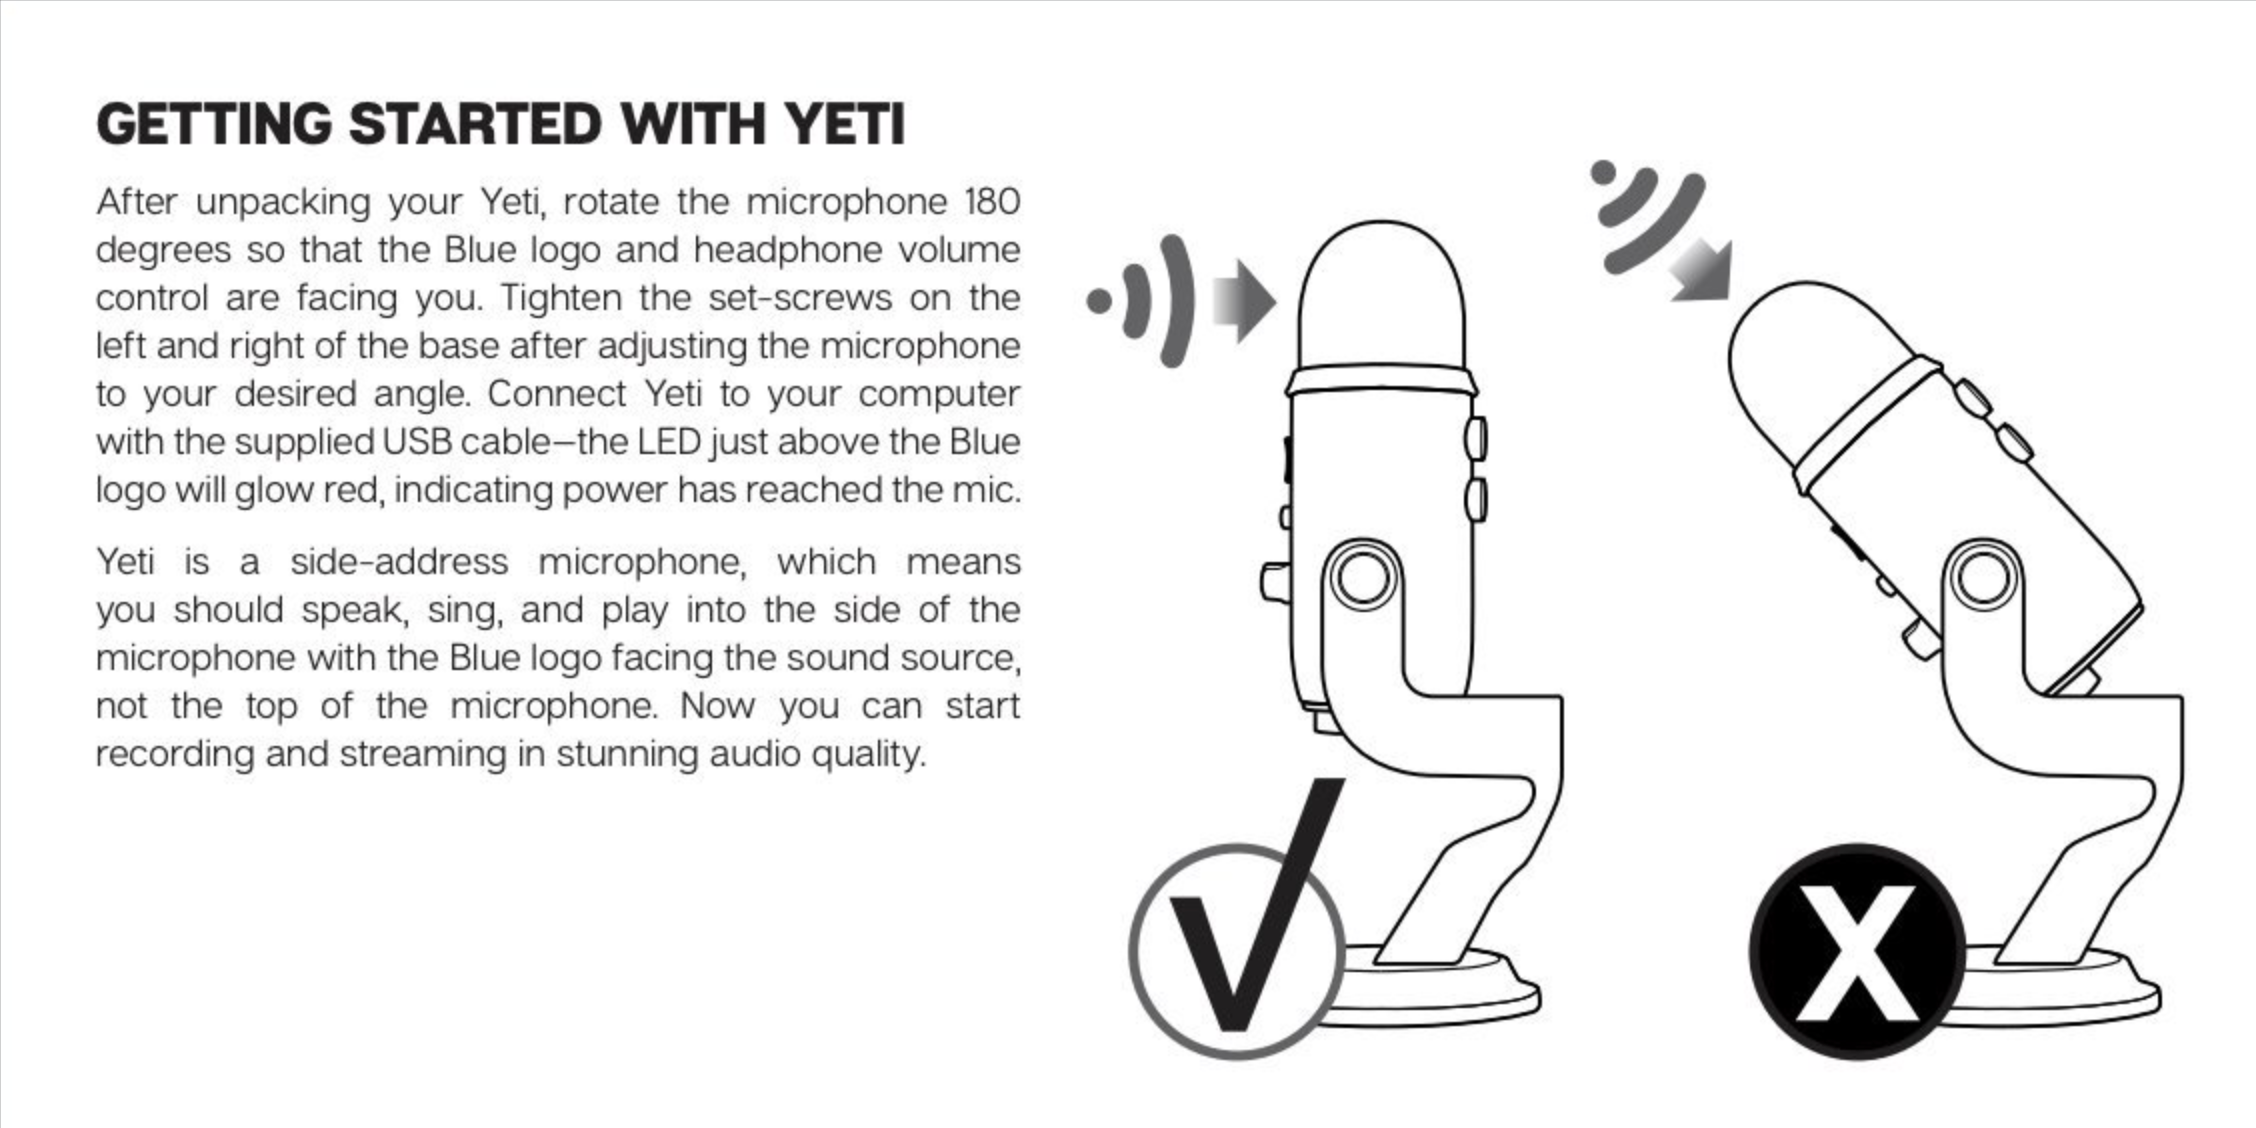 GETTING STARTED WITH YETI
After unpacking your Yeti, rotate the microphone 180
degrees so that the Blue logo and headphone volume
control are facing you. Tighten the set-screws on the
left and right of the base after adjusting the microphone
to your desired angle. Connect Yeti to your computer
with the supplied USB cable—the LED just above the Blue
logo will glow red, indicating power has reached the mic.
Yeti is a side-address microphone, which means
you should speak, sing, and play into the side of the
microphone with the Blue logo facing the sound source,
not the top of the microphone. Now you can start
recording and streaming in stunning audio quality.
X